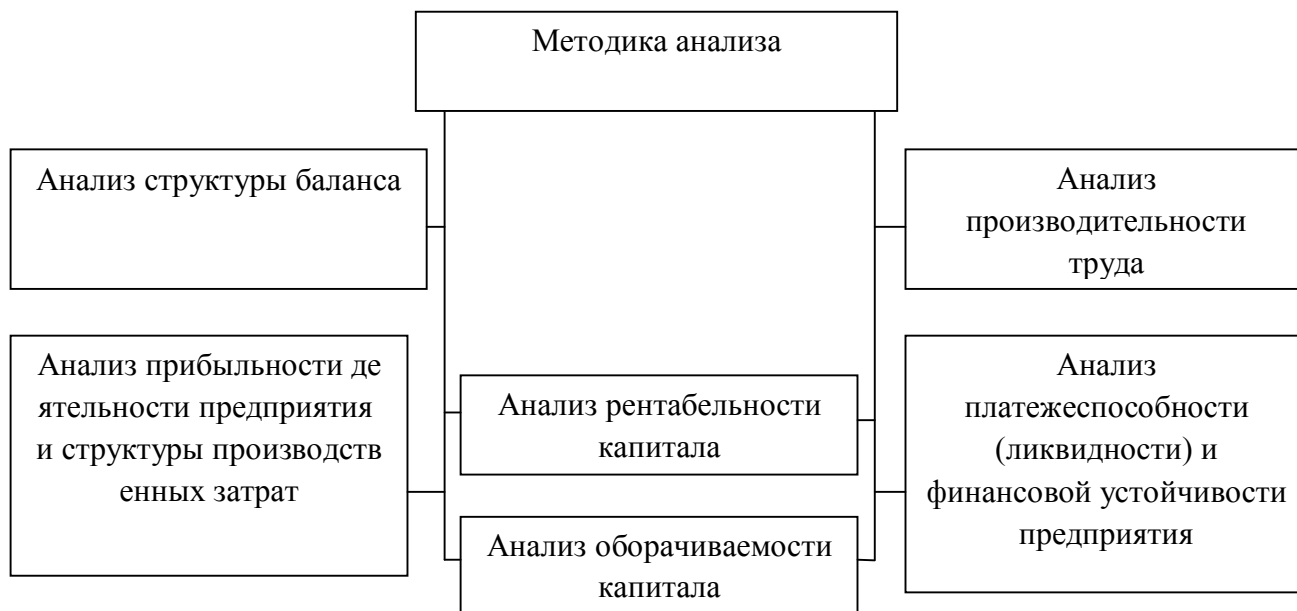 Методика анализа
Анализ структуры баланса
Анализ
производительности
труда
Анализ прибыльности де
ятельности предприятия
и структуры производств
енных затрат
Анализ рентабельности
капитала
Анализ
платежеспособности
(ликвидности) и
финансовой устойчивости
предприятия
Анализ оборачиваемости
капитала